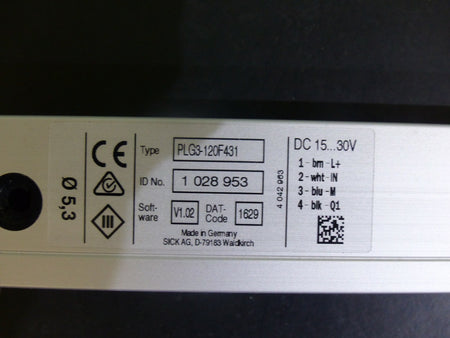 Ø 5,3
CE
Type PLG3-120F431
ID No. 1 028 953
Soft-ware V1.02 DAT-Code 1629
Made in Germany
SICK AG, D-79183 Waldkirch
4 042 963
DC 15...30V
1 - brn - L+
2 - wht - IN
3 - blu - M
4 - blk - Q1